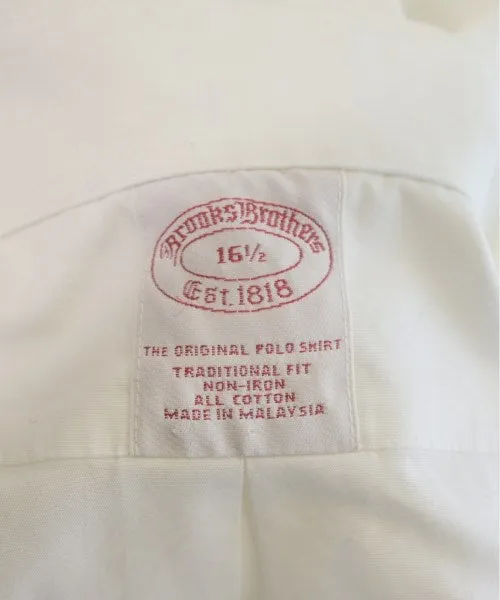 Brooks Brothers
16½
Est. 1818
THE ORIGINAL POLO SHIRT
TRADITIONAL FIT
NON-IRON
ALL COTTON
MADE IN MALAYSIA